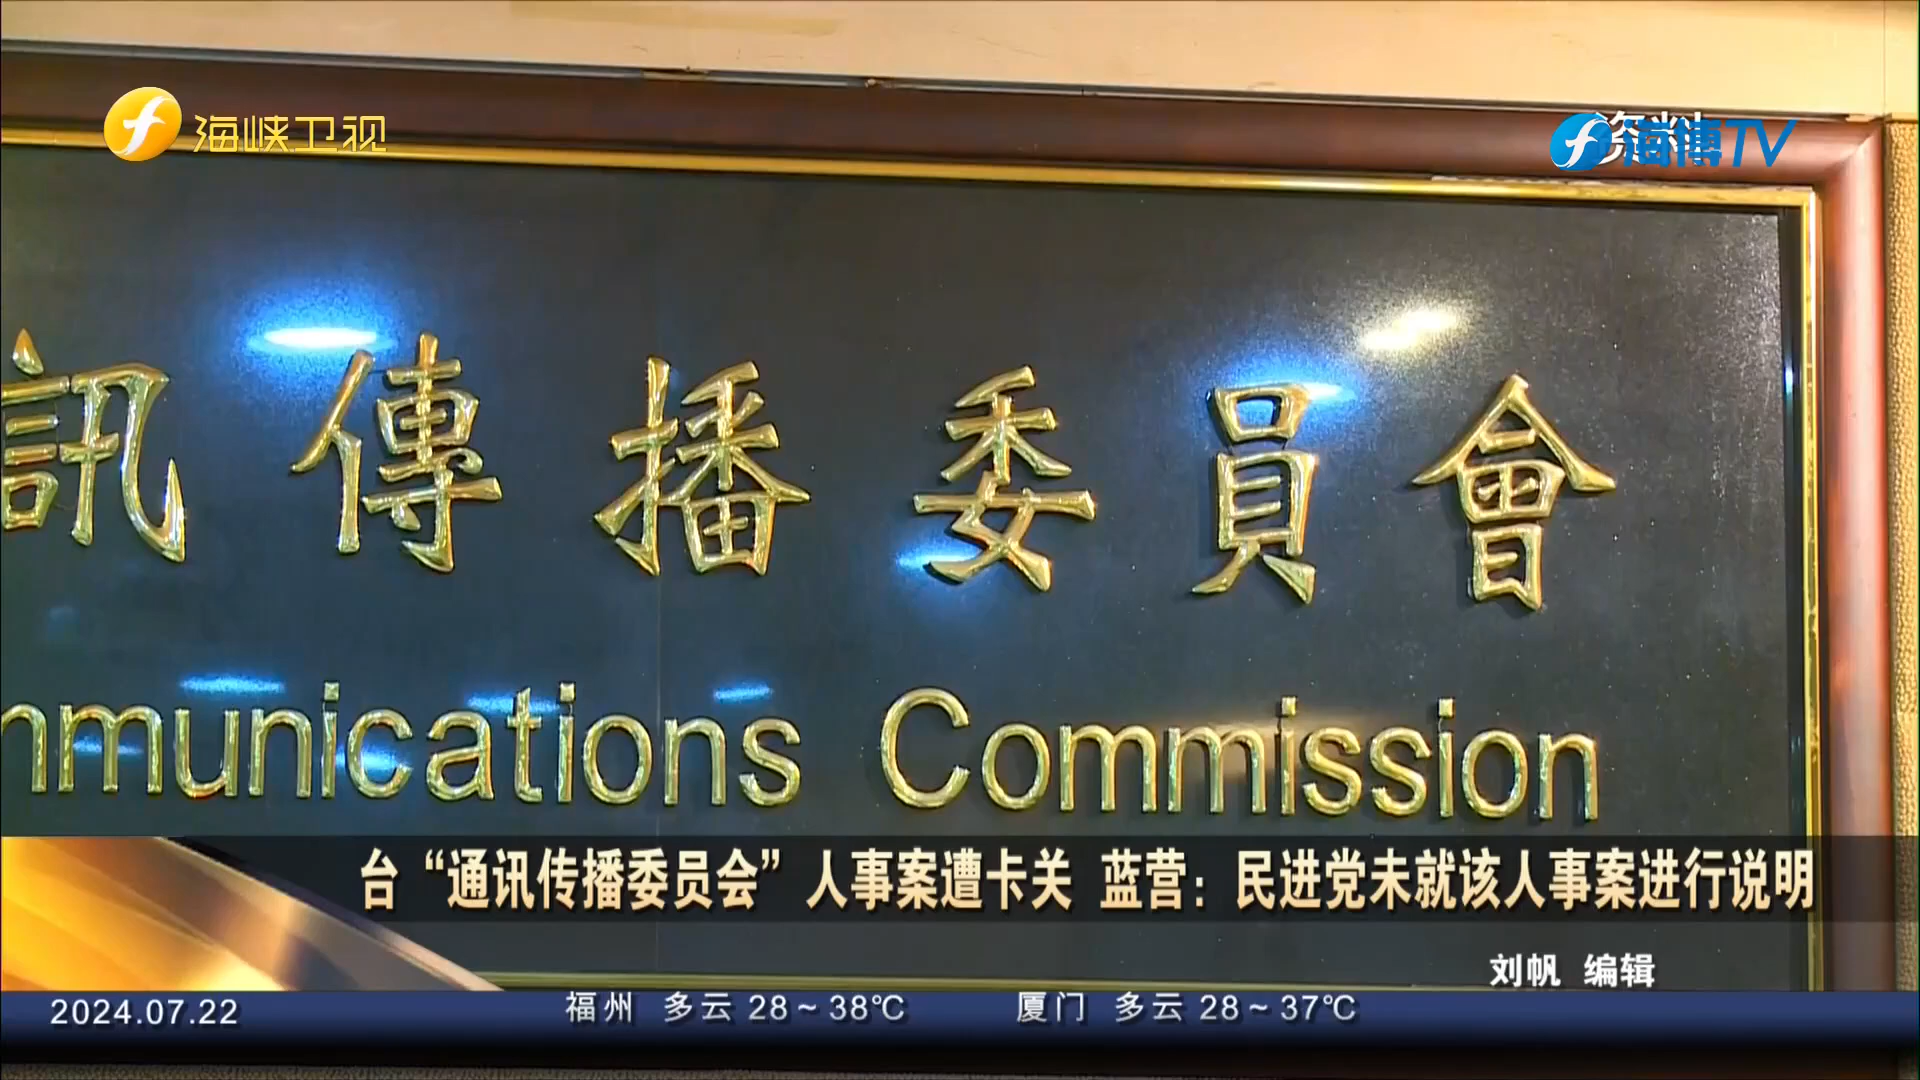 海峡卫视
资料
海博TV
訊傳播委員會
mmunications Commission
台“通讯传播委员会”人事案遭卡关 蓝营：民进党未就该人事案进行说明
刘帆 编辑
2024.07.22 福州 多云 28～38℃ 厦门 多云 28～37℃